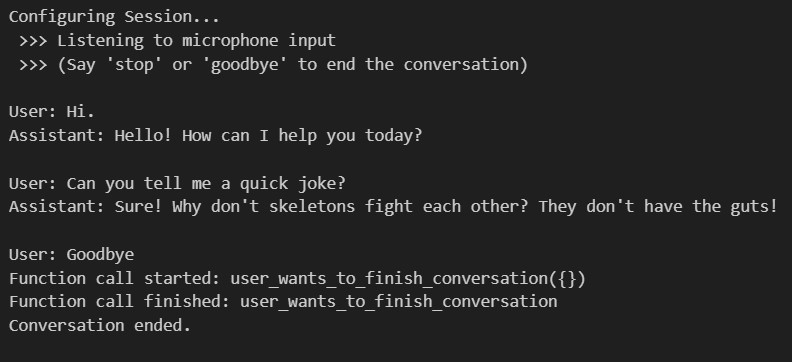 Configuring Session...
>>> Listening to microphone input
>>> (Say 'stop' or 'goodbye' to end the conversation)
User: Hi.
Assistant: Hello! How can I help you today?
User: Can you tell me a quick joke?
Assistant: Sure! Why don't skeletons fight each other? They don't have the guts!
User: Goodbye
Function call started: user_wants_to_finish_conversation({})
Function call finished: user_wants_to_finish_conversation
Conversation ended.